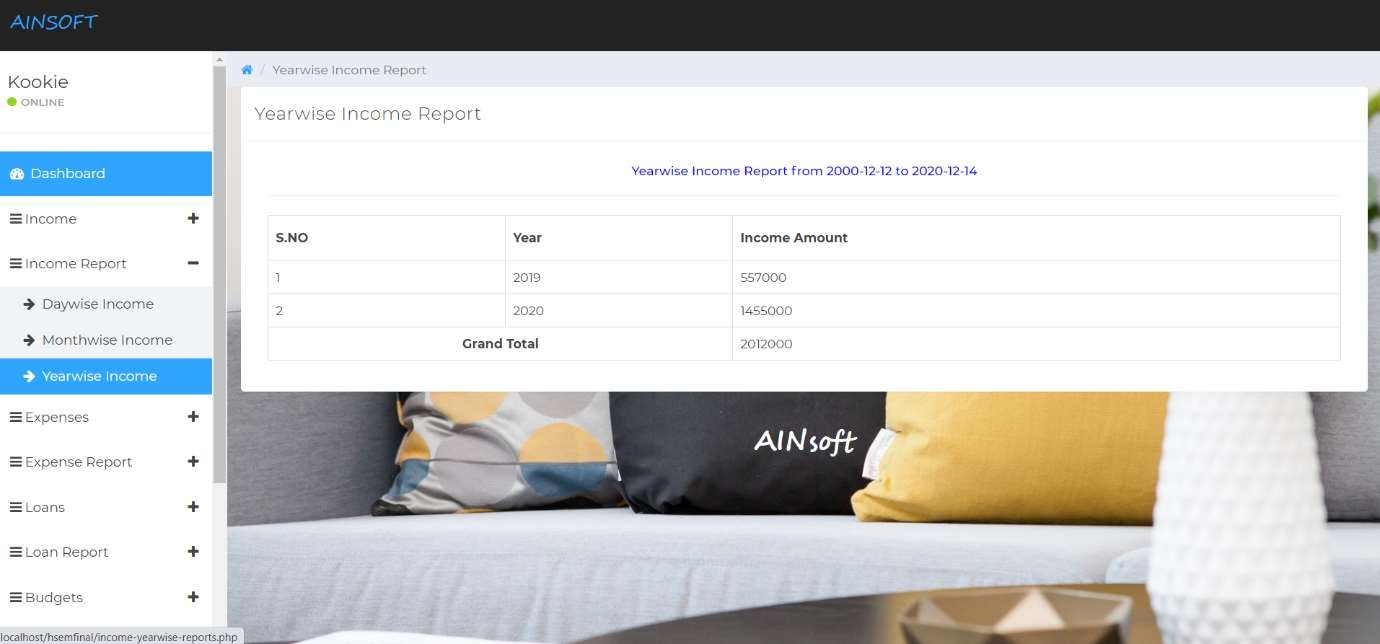 AINSOFT
Kookie
ONLINE
Dashboard
Income
Income Report
Daywise Income
Monthwise Income
Yearwise Income
Expenses
Expense Report
Loans
Loan Report
Budgets
localhost/hsemfinal/income-yearwise-reports.php
/ Yearwise Income Report
Yearwise Income Report
Yearwise Income Report from 2000-12-12 to 2020-12-14
S.NO Year Income Amount
1 2019 557000
2 2020 1455000
Grand Total 2012000
AINsoft